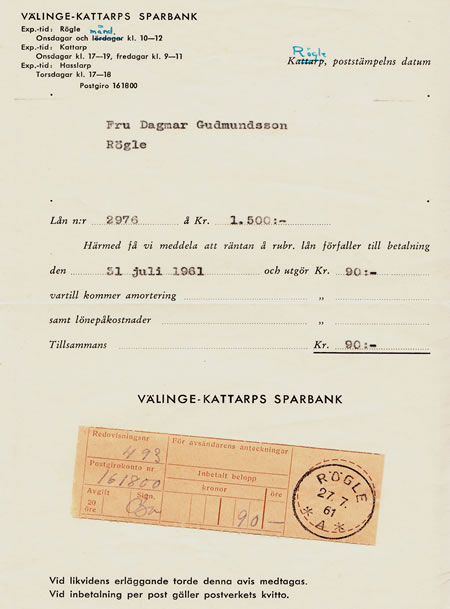 VÄLINGE-KATTARPS SPARBANK
Exp.-tid: Rögle månd.
Onsdagar och lördagar kl. 10–12
Exp.-tid: Kattarp
Onsdagar kl. 17–19, fredagar kl. 9–11
Exp.-tid: Hasslarp
Torsdagar kl. 17–18
Postgiro 161800
Rögle
Kattarp, poststämpelns datum
Fru Dagmar Gudmundsson
Rögle
Lån n:r 2976 å Kr. 1.500:-
Härmed få vi meddela att räntan å rubr. lån förfaller till betalning
den 31 juli 1961 och utgör Kr. 90:-
vartill kommer amortering „
samt lönepåkostnader „
Tillsammans Kr. 90:-
VÄLINGE-KATTARPS SPARBANK
Redovisningsnr
493
För avsändarens anteckningar
Postgirokonto nr
161800
Inbetalt belopp
kronor öre
Avgift Sign.
20
öre
90 -
RÖGLE
27.7.
61
* A *
Vid likvidens erläggande torde denna avis medtagas.
Vid inbetalning per post gäller postverkets kvitto.